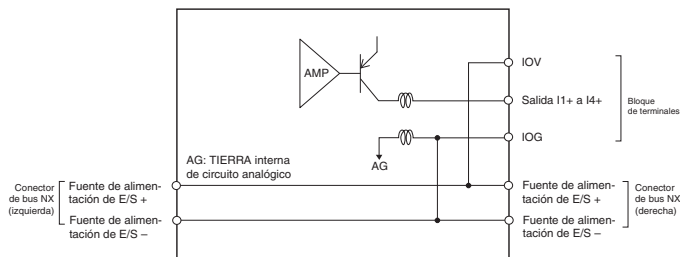 AMP
IOV
Salida I1+ a I4+
IOG
Bloque
de terminales
AG: TIERRA interna
de circuito analógico
AG
Conector
de bus NX
(izquierda)
Fuente de alimen-
tación de E/S +
Fuente de alimen-
tación de E/S –
Fuente de alimen-
tación de E/S +
Fuente de alimen-
tación de E/S –
Conector
de bus NX
(derecha)